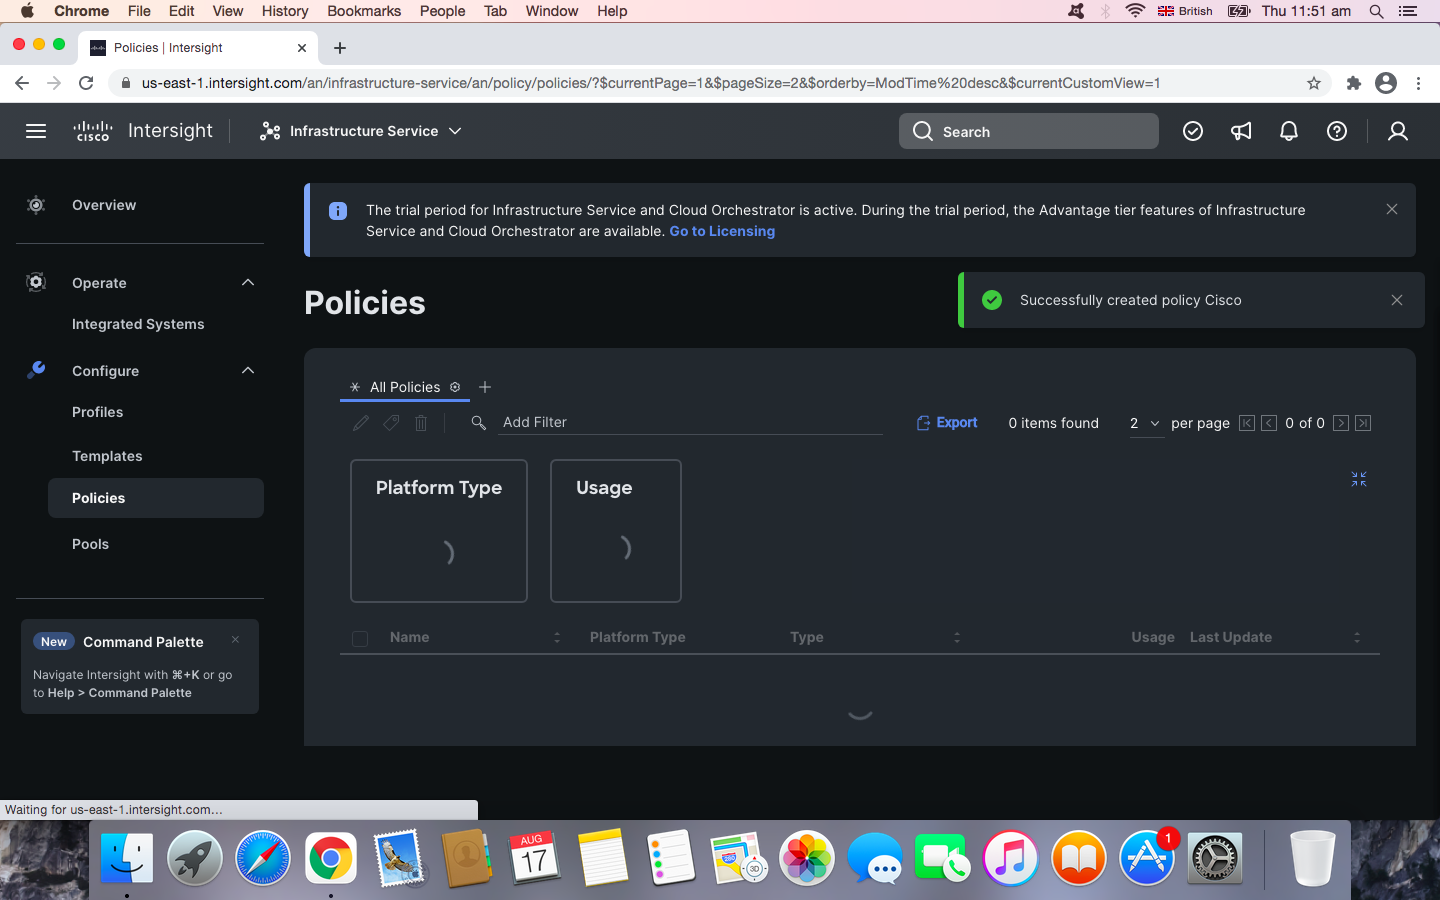 Chrome File Edit View History Bookmarks People Tab Window Help British Thu 11:51 am
Policies | Intersight
us-east-1.intersight.com/an/infrastructure-service/an/policy/policies/?$currentPage=1&$pageSize=2&$orderby=ModTime%20desc&$currentCustomView=1
CISCO Intersight Infrastructure Service Search
Overview
Operate
Integrated Systems
Configure
Profiles
Templates
Policies
Pools
New Command Palette
Navigate Intersight with ⌘+K or go
to Help > Command Palette
The trial period for Infrastructure Service and Cloud Orchestrator is active. During the trial period, the Advantage tier features of Infrastructure
Service and Cloud Orchestrator are available. Go to Licensing
Policies
Successfully created policy Cisco
All Policies
Add Filter Export 0 items found 2 per page 0 of 0
Platform Type Usage
Name Platform Type Type Usage Last Update
Waiting for us-east-1.intersight.com...
AUG
17
280
3D
1